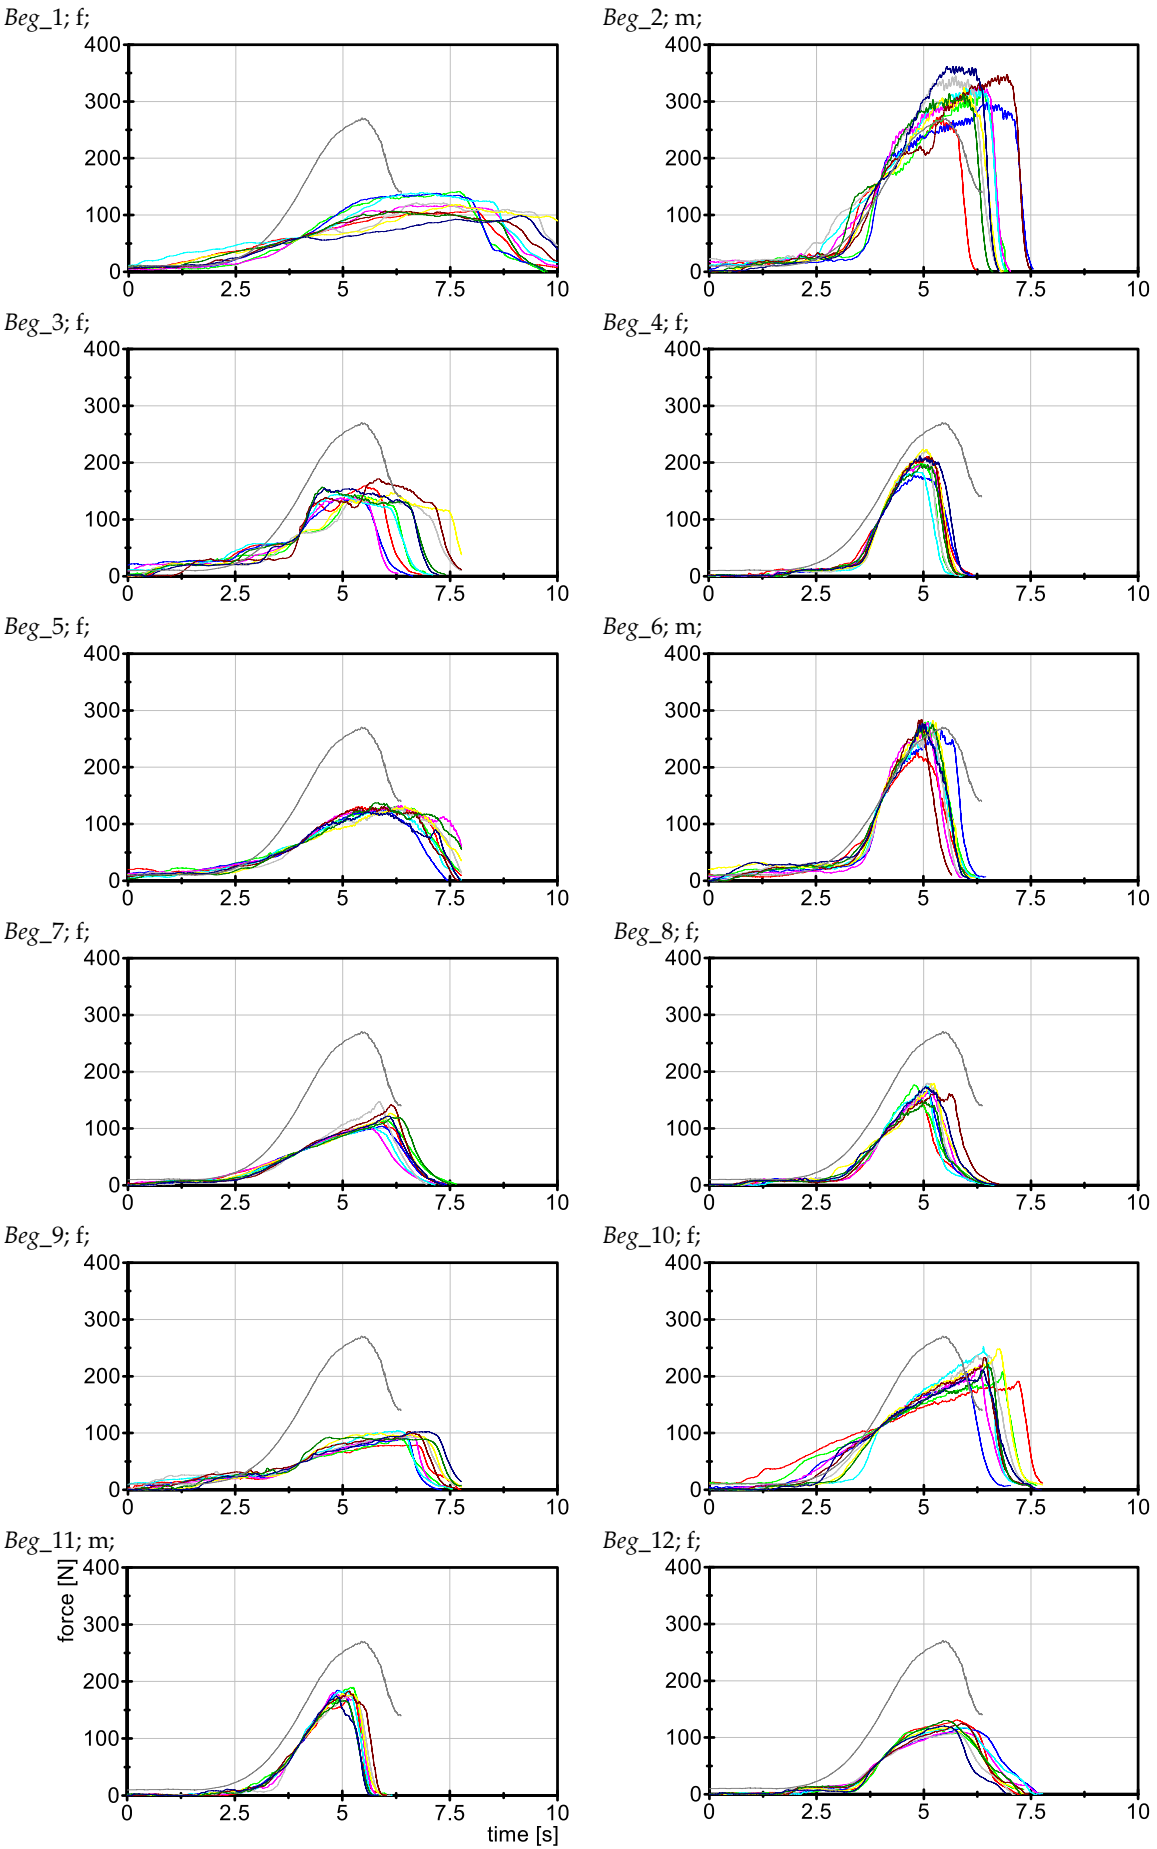 Beg_1; f; Beg_2; m;
400 400
300 300
200 200
100 100
0 0
0 2.5 5 7.5 10 0 2.5 5 7.5 10
Beg_3; f; Beg_4; f;
400 400
300 300
200 200
100 100
0 0
0 2.5 5 7.5 10 0 2.5 5 7.5 10
Beg_5; f; Beg_6; m;
400 400
300 300
200 200
100 100
0 0
0 2.5 5 7.5 10 0 2.5 5 7.5 10
Beg_7; f; Beg_8; f;
400 400
300 300
200 200
100 100
0 0
0 2.5 5 7.5 10 0 2.5 5 7.5 10
Beg_9; f; Beg_10; f;
400 400
300 300
200 200
100 100
0 0
0 2.5 5 7.5 10 0 2.5 5 7.5 10
Beg_11; m; Beg_12; f;
force [N]
400 400
300 300
200 200
100 100
0 0
0 2.5 5 7.5 10 0 2.5 5 7.5 10
time [s]